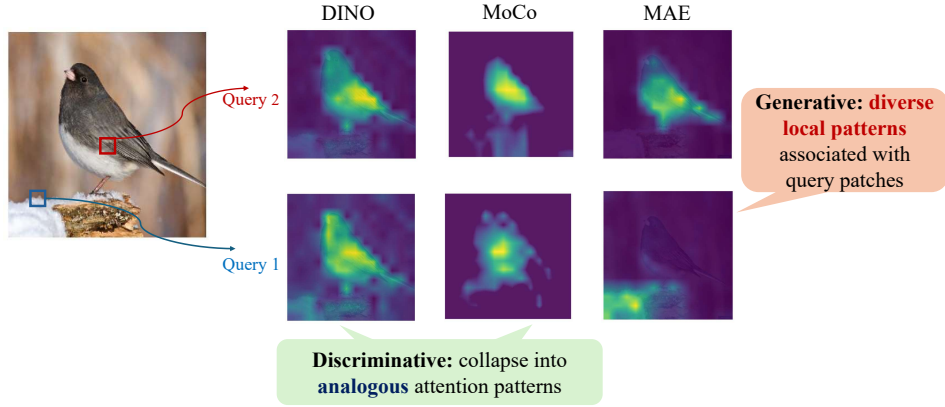 DINO
MoCo
MAE
Query 2
Query 1
Generative: diverse
local patterns
associated with
query patches
Discriminative: collapse into
analogous attention patterns